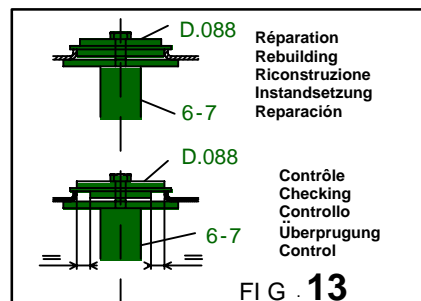 D.088
Réparation
Rebuilding
Riconstruzione
Instandsetzung
Reparación
6-7
D.088
Contrôle
Checking
Controllo
Überprugung
Control
6-7
FIG. 13